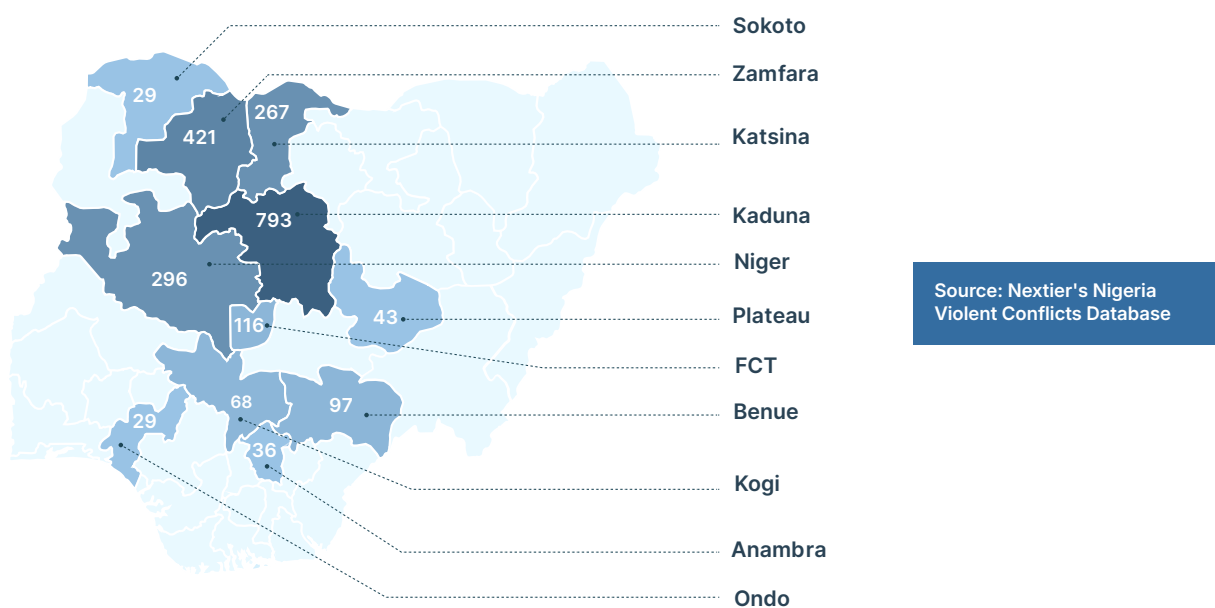 Sokoto
29
Zamfara
267
421
Katsina
793
Kaduna
Niger
296
Source: Nextier's Nigeria
Violent Conflicts Database
43
Plateau
116
FCT
68
97
Benue
29
36
Kogi
Anambra
Ondo